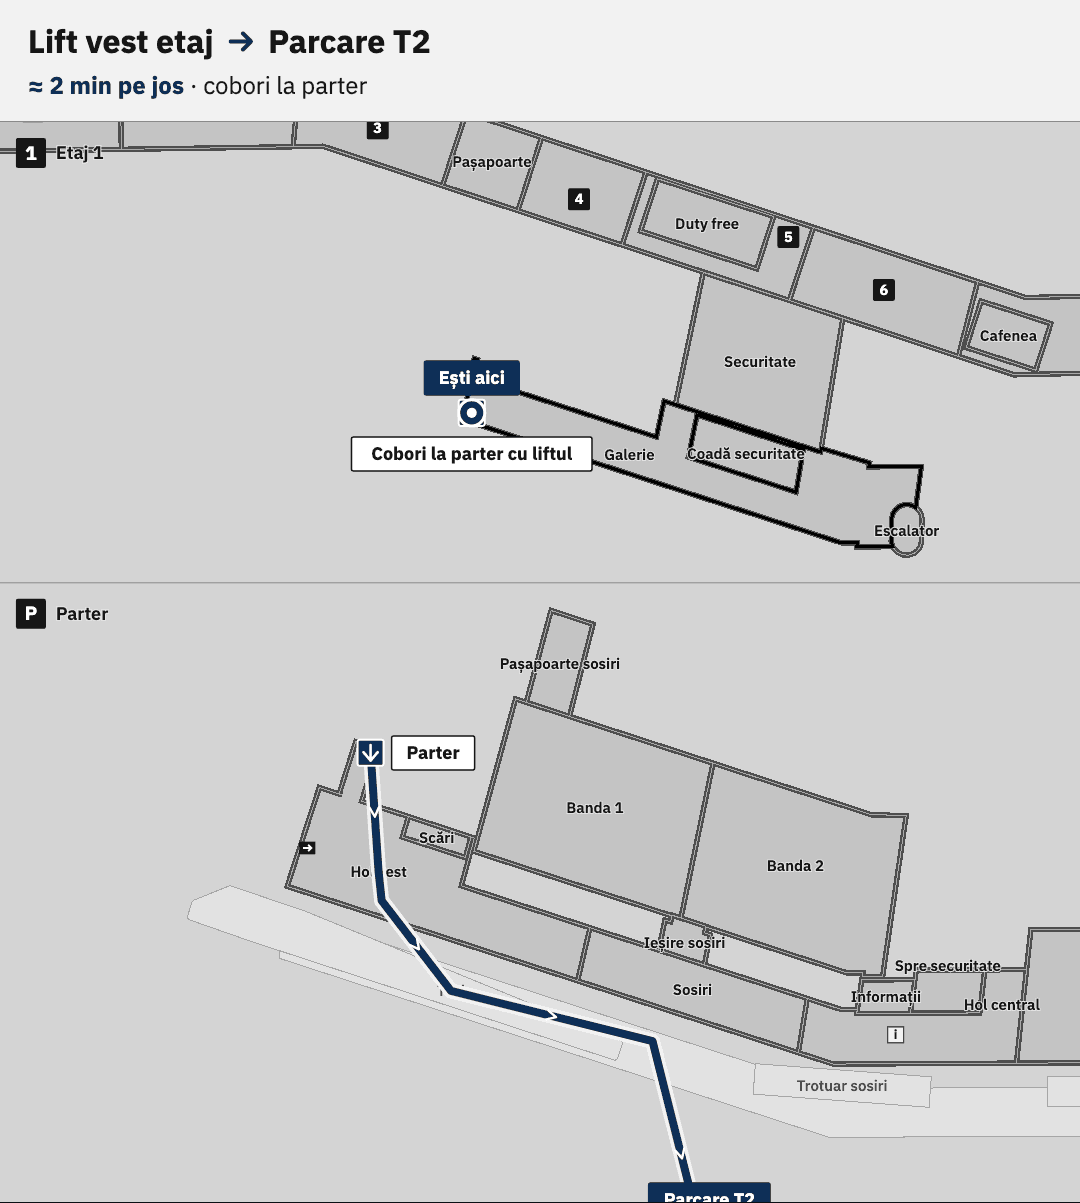 Lift vest etaj → Parcare T2
≈ 2 min pe jos · cobori la parter
3
1 Etaj 1
Pașapoarte
4
Duty free
5
6
Cafenea
Securitate
Ești aici
Cobori la parter cu liftul
Galerie
Coadă securitate
Escalator
P Parter
Pașapoarte sosiri
Parter
Banda 1
Scări
Banda 2
Ieșire sosiri
Spre securitate
Sosiri
Informații
Hol central
i
Trotuar sosiri
Parcare T2